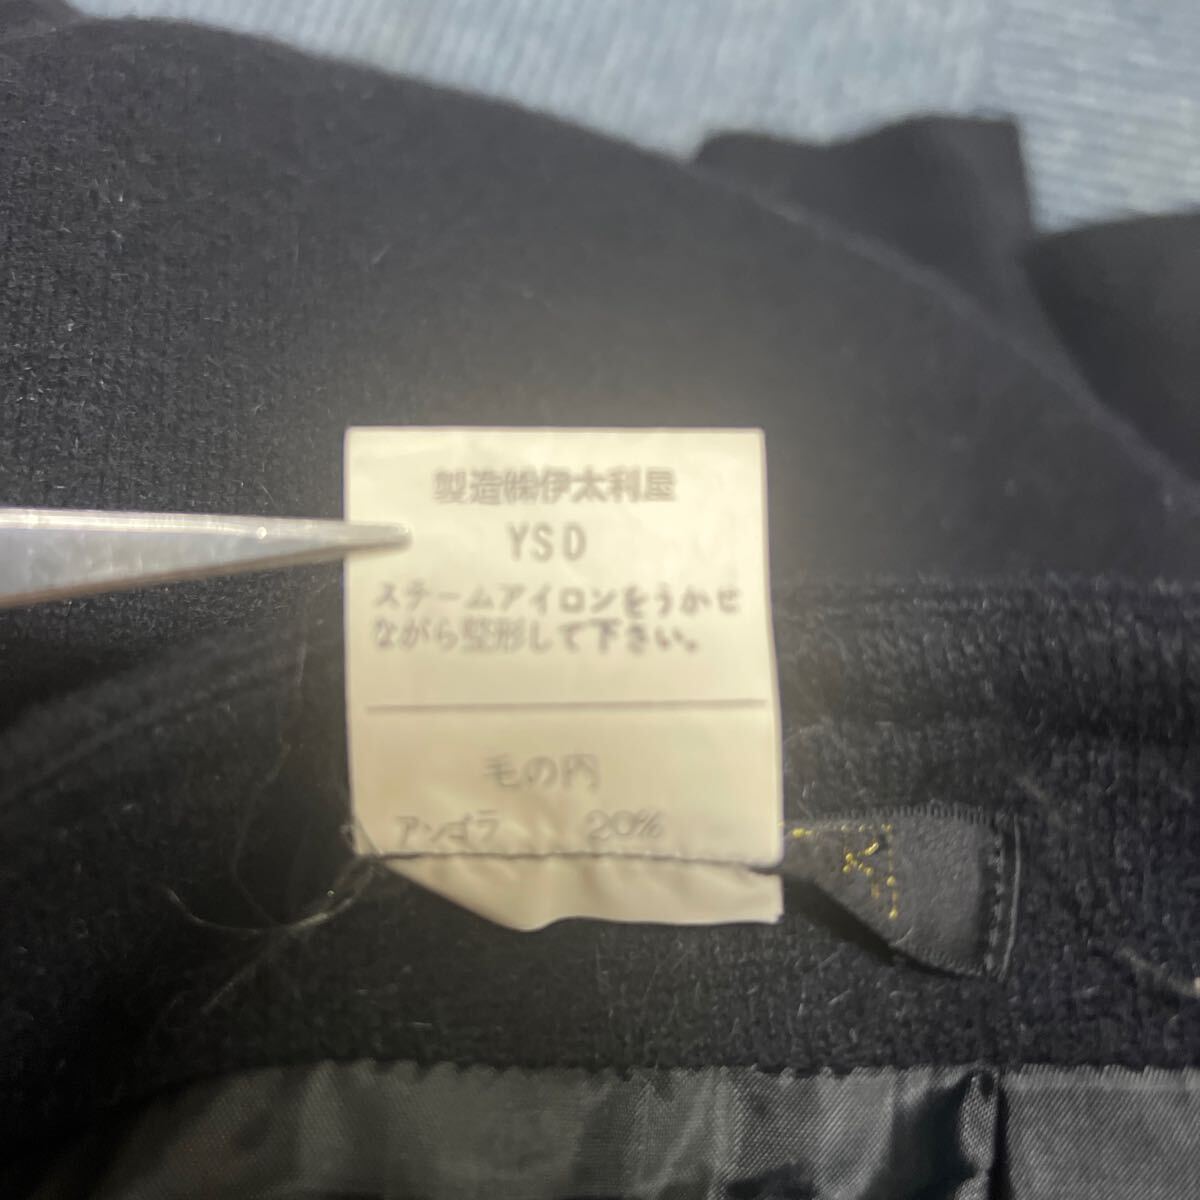 製造㈱伊太利屋
YSD
スチームアイロンをうかせ
ながら整形して下さい。
毛の内
アンゴラ 20%